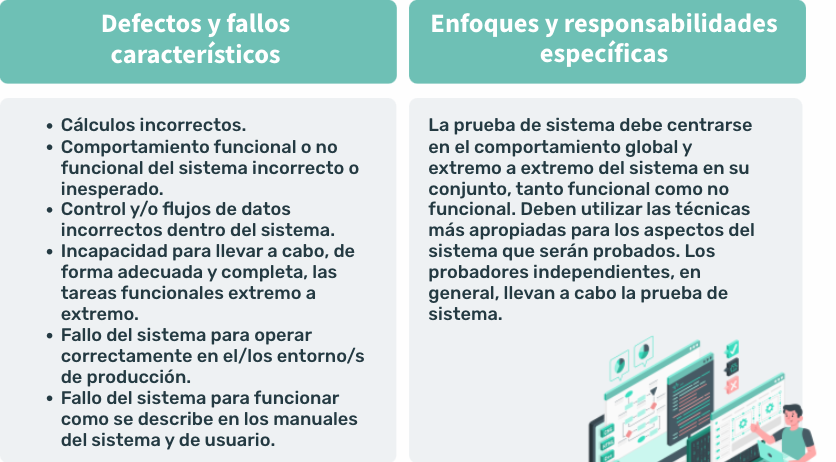 Defectos y fallos
característicos
• Cálculos incorrectos.
• Comportamiento funcional o no
funcional del sistema incorrecto o
inesperado.
• Control y/o flujos de datos
incorrectos dentro del sistema.
• Incapacidad para llevar a cabo, de
forma adecuada y completa, las
tareas funcionales extremo a
extremo.
• Fallo del sistema para operar
correctamente en el/los entorno/s
de producción.
• Fallo del sistema para funcionar
como se describe en los manuales
del sistema y de usuario.
Enfoques y responsabilidades
específicas
La prueba de sistema debe centrarse
en el comportamiento global y
extremo a extremo del sistema en su
conjunto, tanto funcional como no
funcional. Deben utilizar las técnicas
más apropiadas para los aspectos del
sistema que serán probados. Los
probadores independientes, en
general, llevan a cabo la prueba de
sistema.